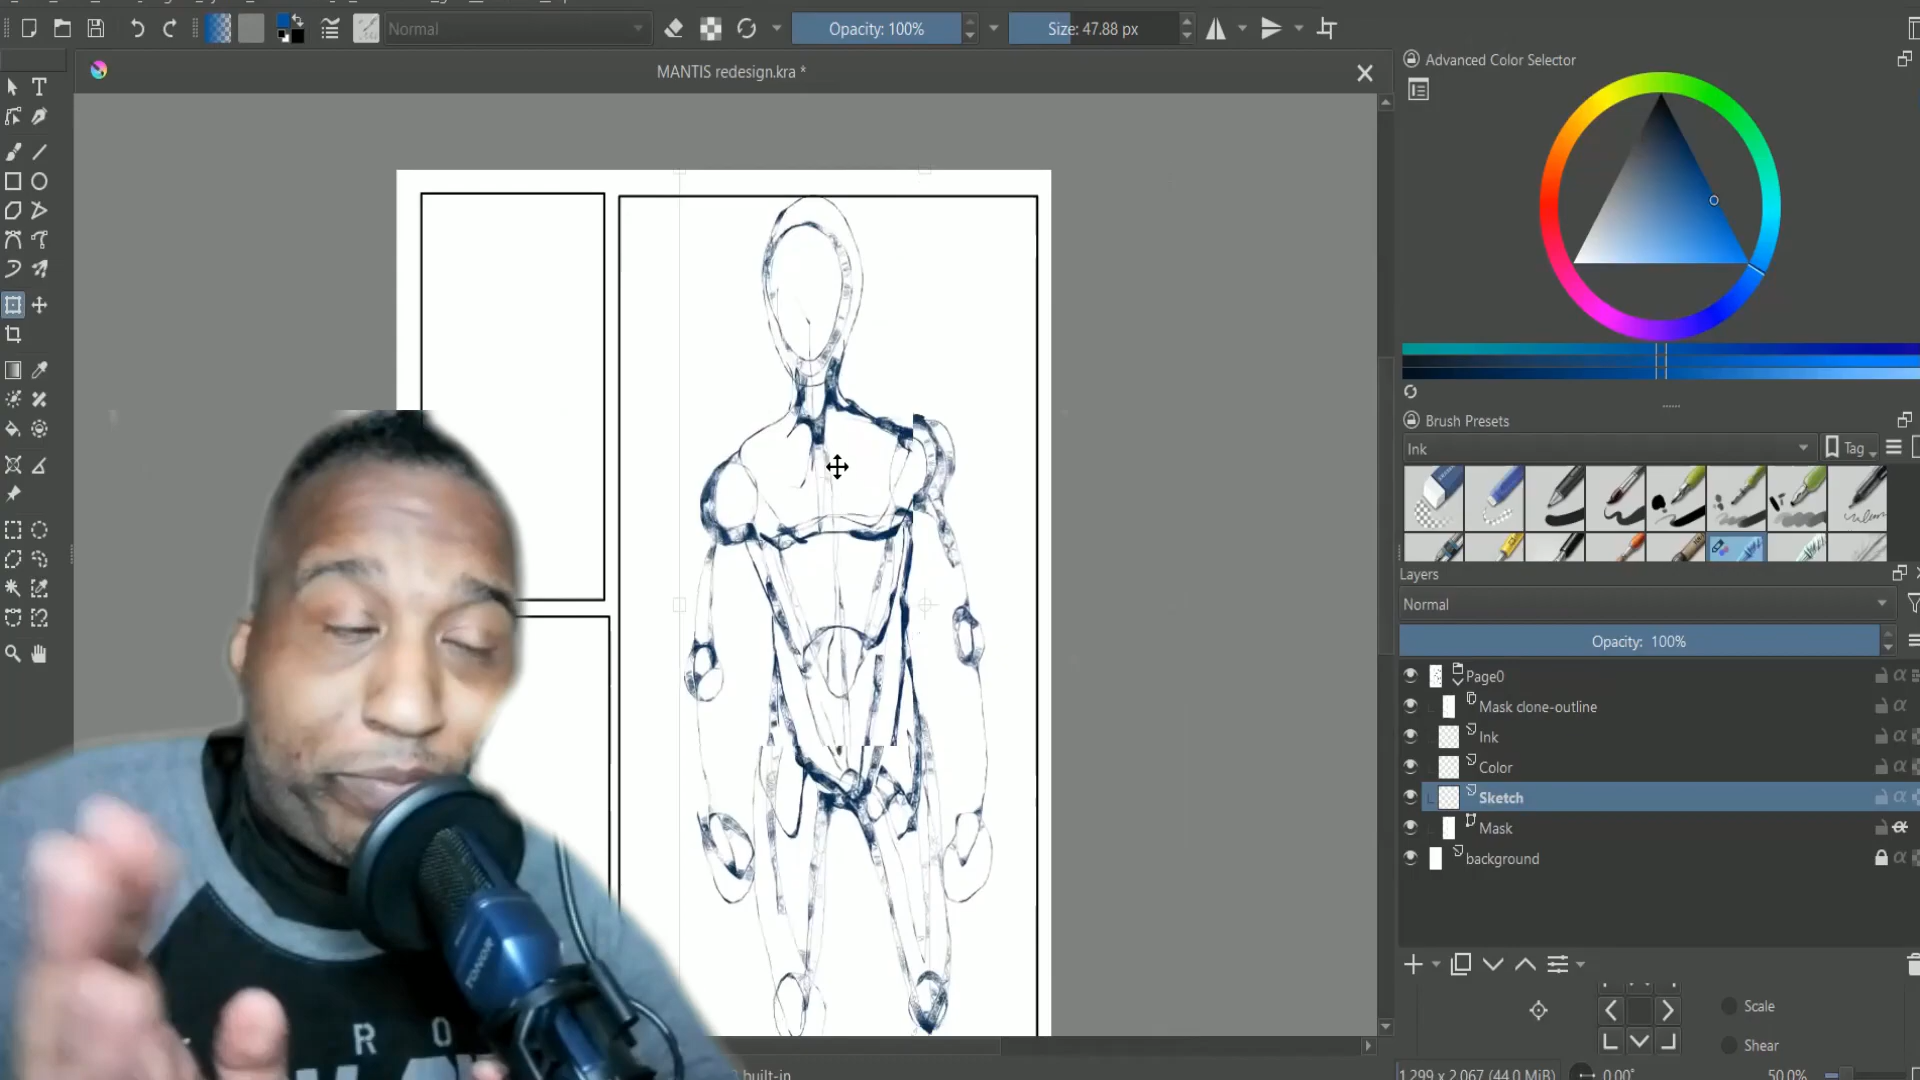 Normal
Opacity: 100%
Size: 47.88 px
MANTIS redesign.kra *
Advanced Color Selector
Brush Presets
Ink
Tag
Layers
Normal
Opacity: 100%
Page0
Mask clone-outline
Ink
Color
Sketch
Mask
background
Scale
Shear
built-in
1,299 x 2,067 (44.0 MiB)
0.00°
50.0%
TONOR
R O